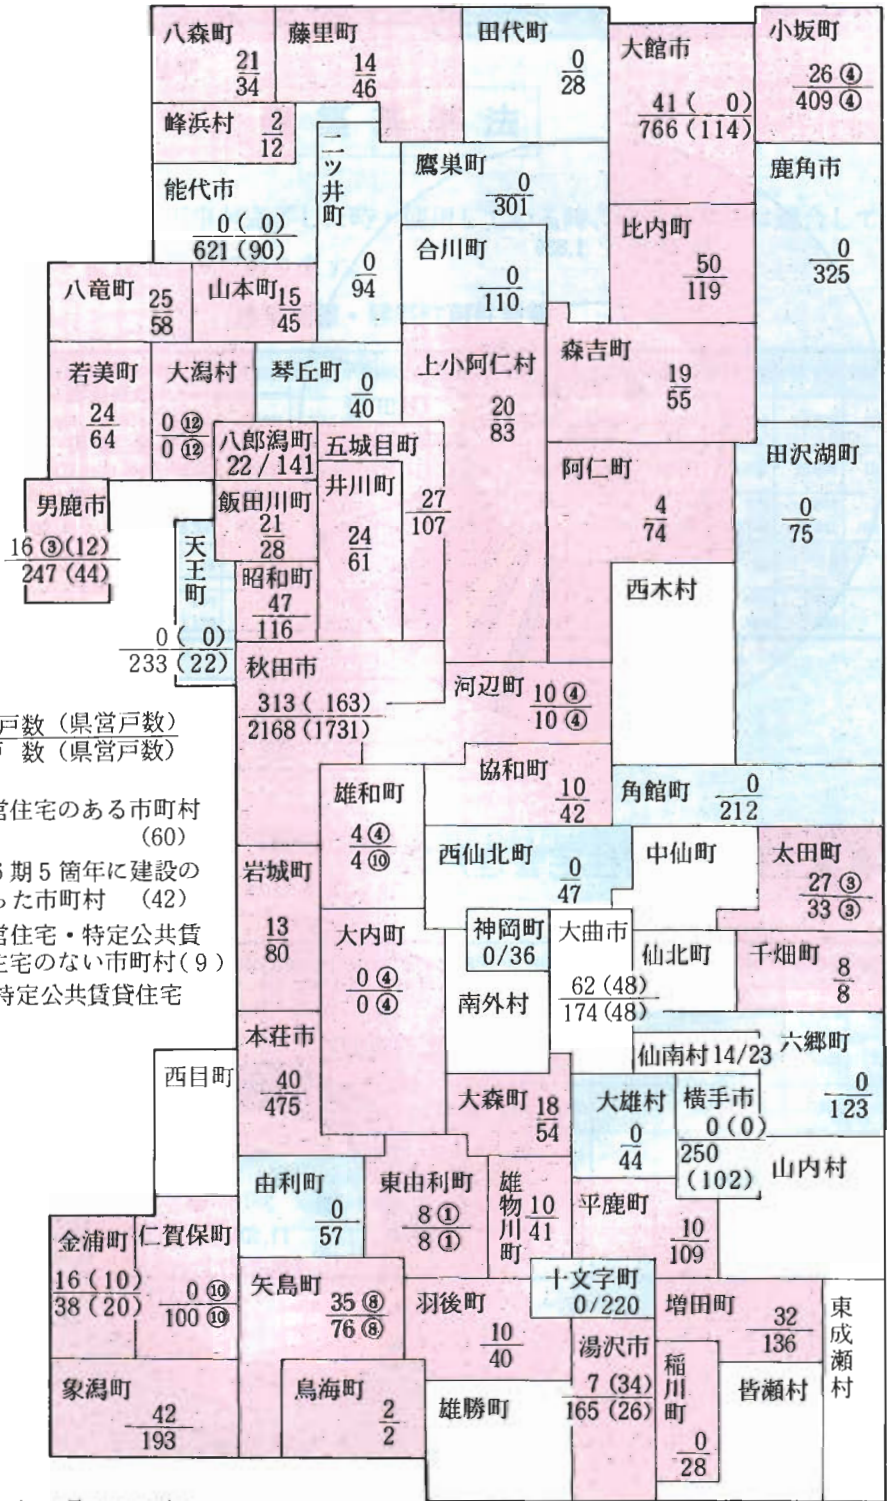 八森町
21
34
藤里町
14
46
田代町
0
28
大館市
41 ( 0)
766 (114)
小坂町
26 ④
409 ④
峰浜村
2
12
二ツ井町
0
94
鷹巣町
0
301
鹿角市
0
325
能代市
0 ( 0)
621 (90)
合川町
0
110
比内町
50
119
八竜町
25
58
山本町
15
45
若美町
24
64
大潟村
0 ⑫
0 ⑫
琴丘町
0
40
上小阿仁村
20
83
森吉町
19
55
八郎潟町
22 / 141
五城目町
27
107
阿仁町
4
74
田沢湖町
0
75
男鹿市
16 ③(12)
247 (44)
飯田川町
21
28
井川町
24
61
天王町
0 ( 0)
233 (22)
昭和町
47
116
西木村
秋田市
313 ( 163)
2168 (1731)
河辺町
10 ④
10 ④
戸数(県営戸数)
数(県営戸数)
協和町
10
42
角館町
0
212
雄和町
4 ④
4 ⑩
営住宅のある市町村
(60)
期5箇年に建設の
った市町村 (42)
営住宅・特定公共賃
住宅のない市町村(9)
特定公共賃貸住宅
岩城町
13
80
西仙北町
0
47
中仙町
太田町
27 ③
33 ③
大内町
0 ④
0 ④
神岡町
0/36
大曲市
62 (48)
174 (48)
仙北町
千畑町
8
8
南外村
本荘市
40
475
仙南村 14/23
六郷町
0
123
西目町
大森町
18
54
大雄村
0
44
横手市
0 (0)
250
(102)
山内村
由利町
0
57
東由利町
8 ①
8 ①
雄物川町
10
41
平鹿町
10
109
金浦町
16 (10)
38 (20)
仁賀保町
0 ⑩
100 ⑩
矢島町
35 ⑧
76 ⑧
羽後町
10
40
十文字町
0/220
増田町
32
136
東成瀬村
湯沢市
7 (34)
165 (26)
稲川町
0
28
皆瀬村
象潟町
42
193
鳥海町
2
2
雄勝町